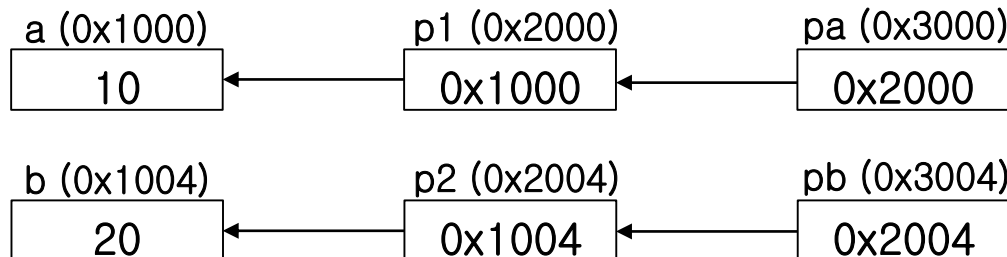 a (0x1000) p1 (0x2000) pa (0x3000)
10 0x1000 0x2000
b (0x1004) p2 (0x2004) pb (0x3004)
20 0x1004 0x2004